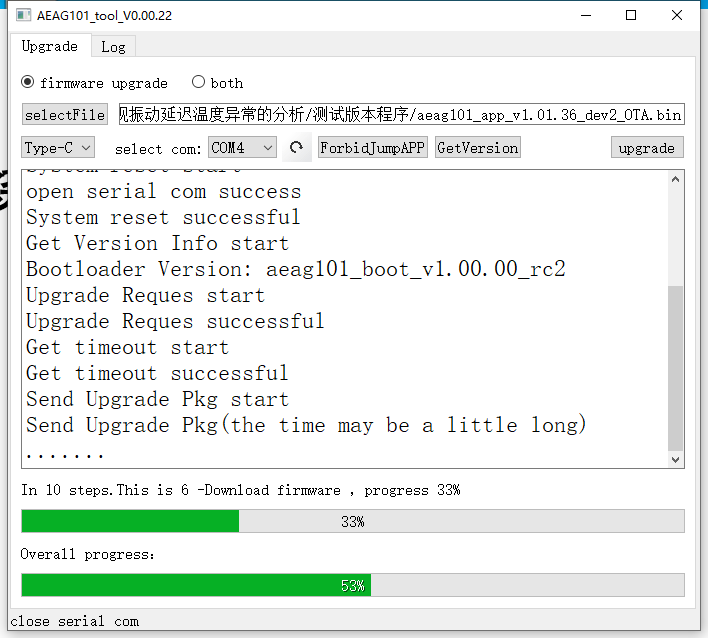 AEAG101_tool_V0.00.22
Upgrade Log
firmware upgrade both
selectFile 振动延迟温度异常的分析/测试版本程序/aeag101_app_v1.01.36_dev2_OTA.bin
Type-C select com: COM4 ForbidJumpAPP GetVersion upgrade
System reset start
open serial com success
System reset successful
Get Version Info start
Bootloader Version: aeag101_boot_v1.00.00_rc2
Upgrade Reques start
Upgrade Reques successful
Get timeout start
Get timeout successful
Send Upgrade Pkg start
Send Upgrade Pkg(the time may be a little long)
.......
In 10 steps.This is 6 -Download firmware , progress 33%
33%
Overall progress:
53%
close serial com